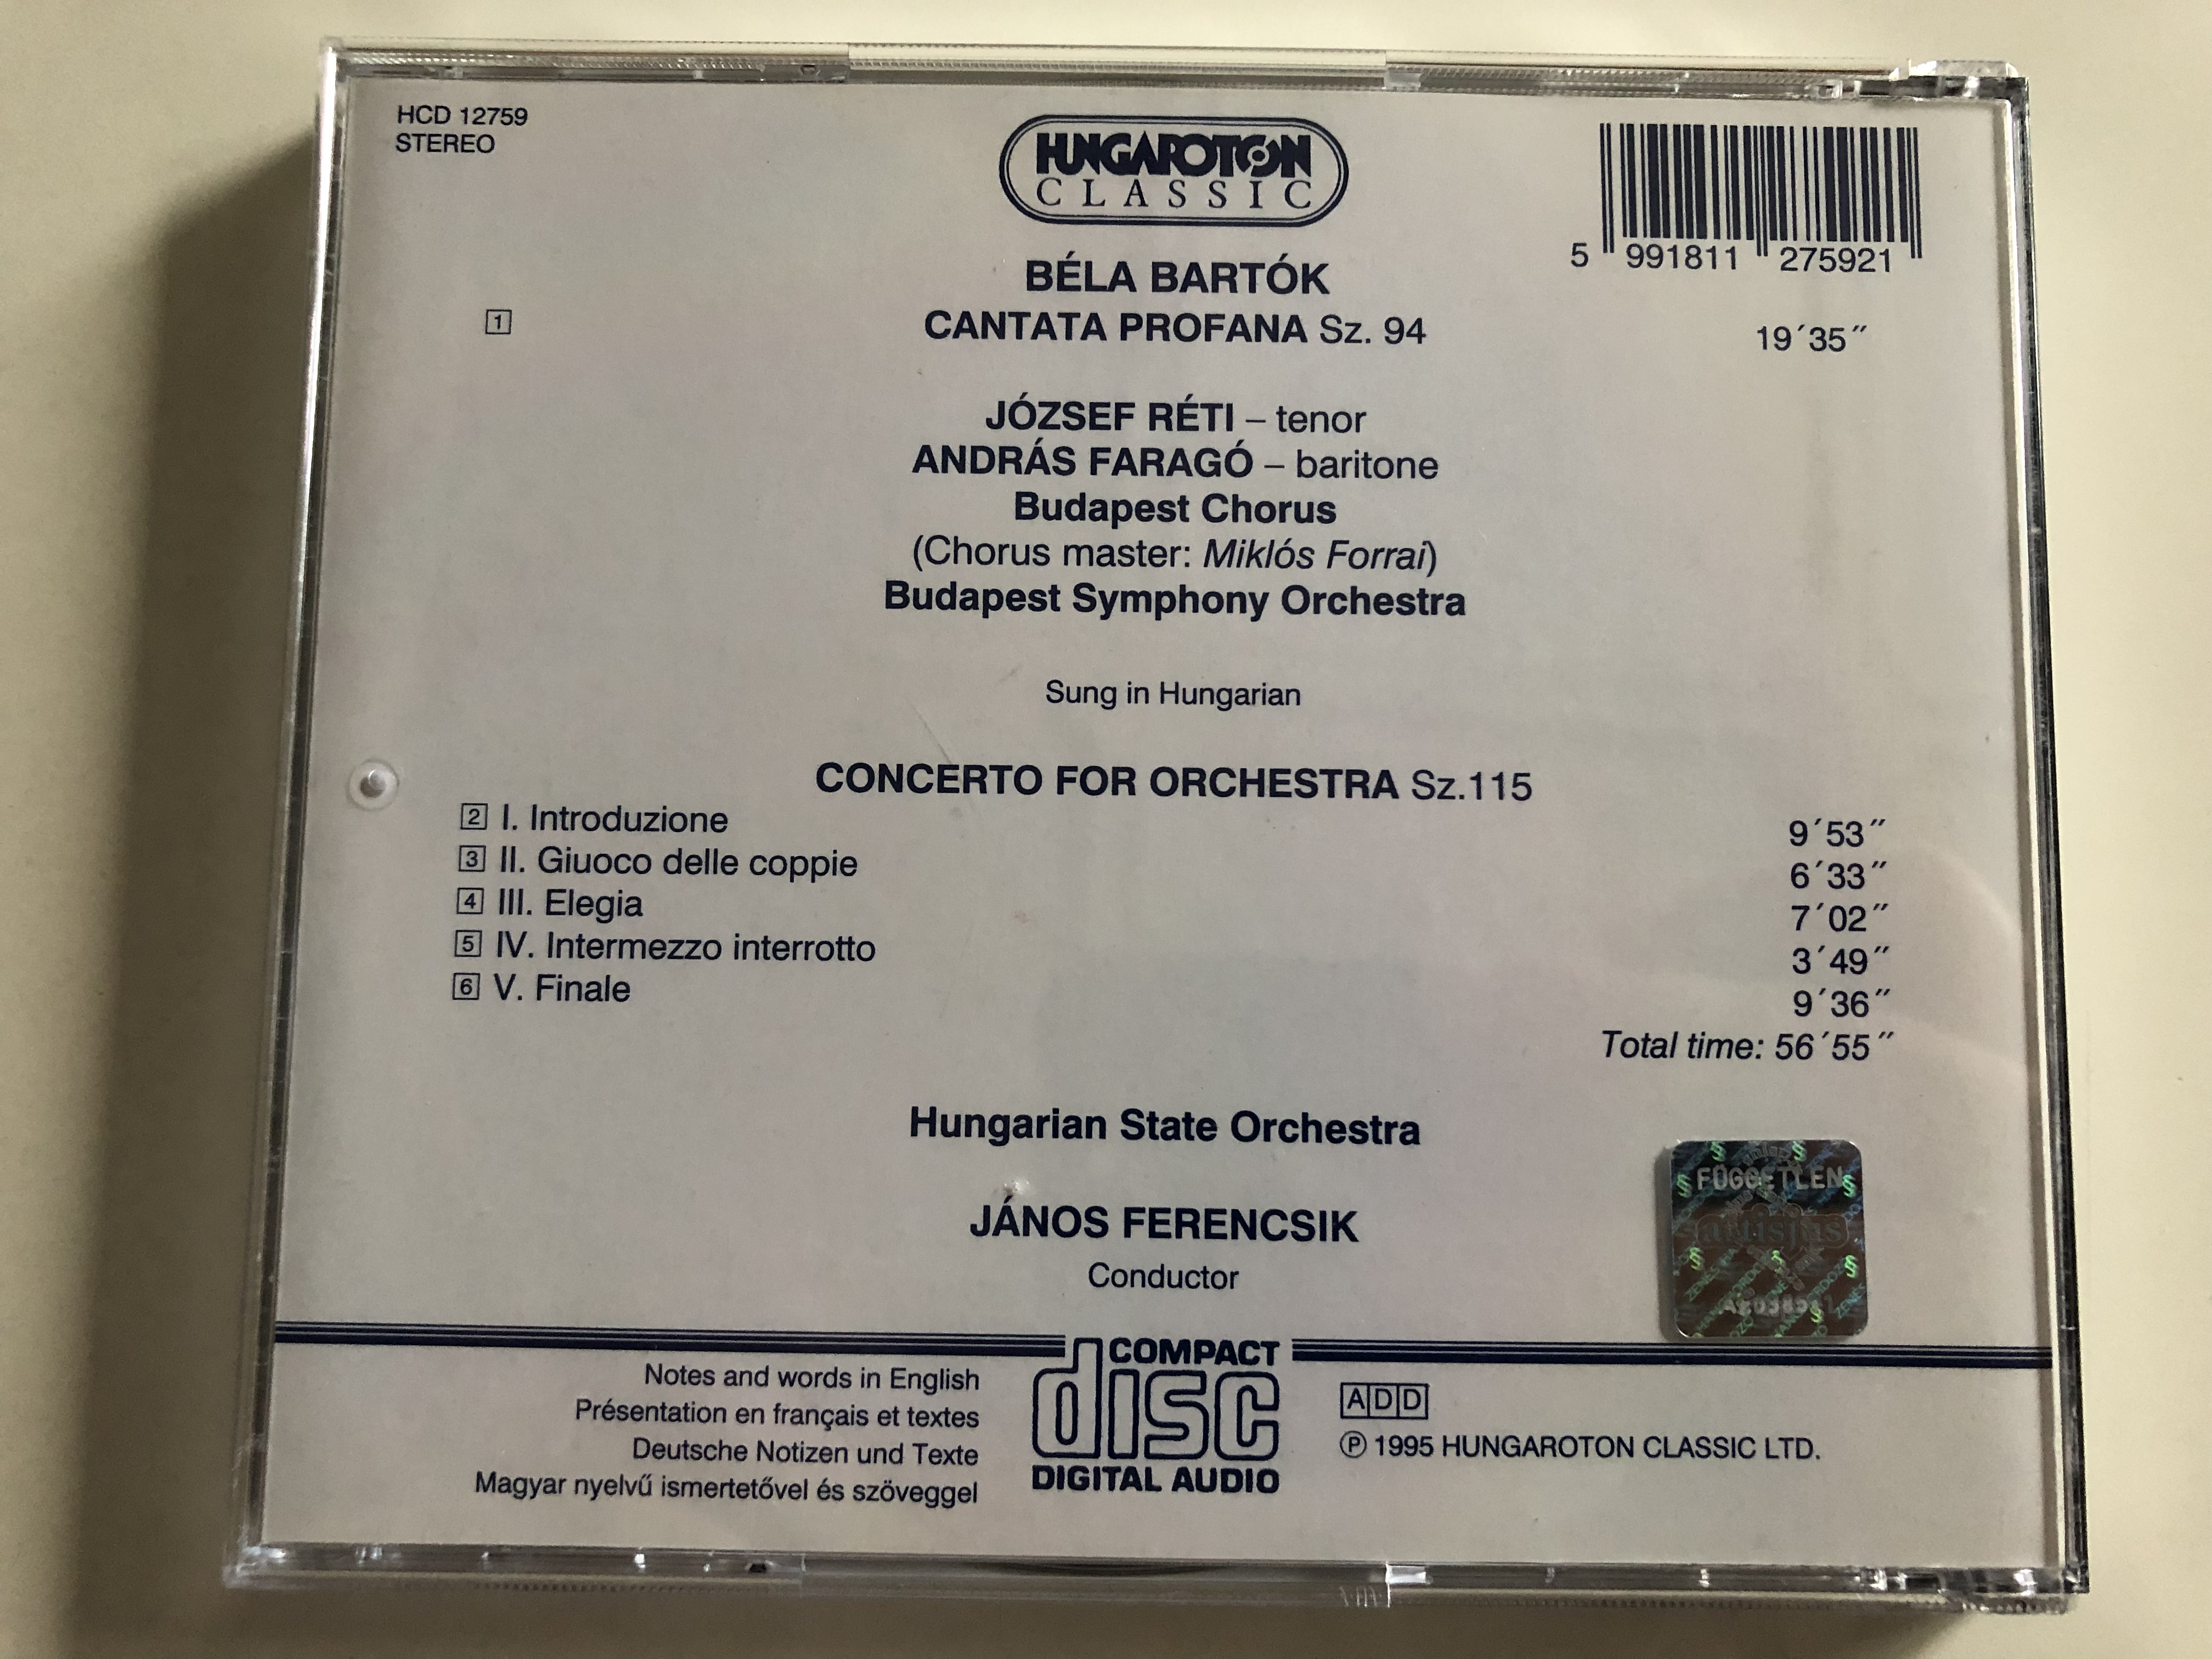 HCD 12759
STEREO
HUNGAROTON
CLASSIC
5 991811 275921
BÉLA BARTÓK
1 CANTATA PROFANA Sz. 94 19´35˝
JÓZSEF RÉTI – tenor
ANDRÁS FARAGÓ – baritone
Budapest Chorus
(Chorus master: Miklós Forrai)
Budapest Symphony Orchestra
Sung in Hungarian
CONCERTO FOR ORCHESTRA Sz.115
2 I. Introduzione 9´53˝
3 II. Giuoco delle coppie 6´33˝
4 III. Elegia 7´02˝
5 IV. Intermezzo interrotto 3´49˝
6 V. Finale 9´36˝
Total time: 56´55˝
Hungarian State Orchestra
JÁNOS FERENCSIK
Conductor
FÜGGETLEN
artisjus
Notes and words in English
Présentation en français et textes
Deutsche Notizen und Texte
Magyar nyelvű ismertetővel és szöveggel
COMPACT
disc
DIGITAL AUDIO
ADD
Ⓟ 1995 HUNGAROTON CLASSIC LTD.